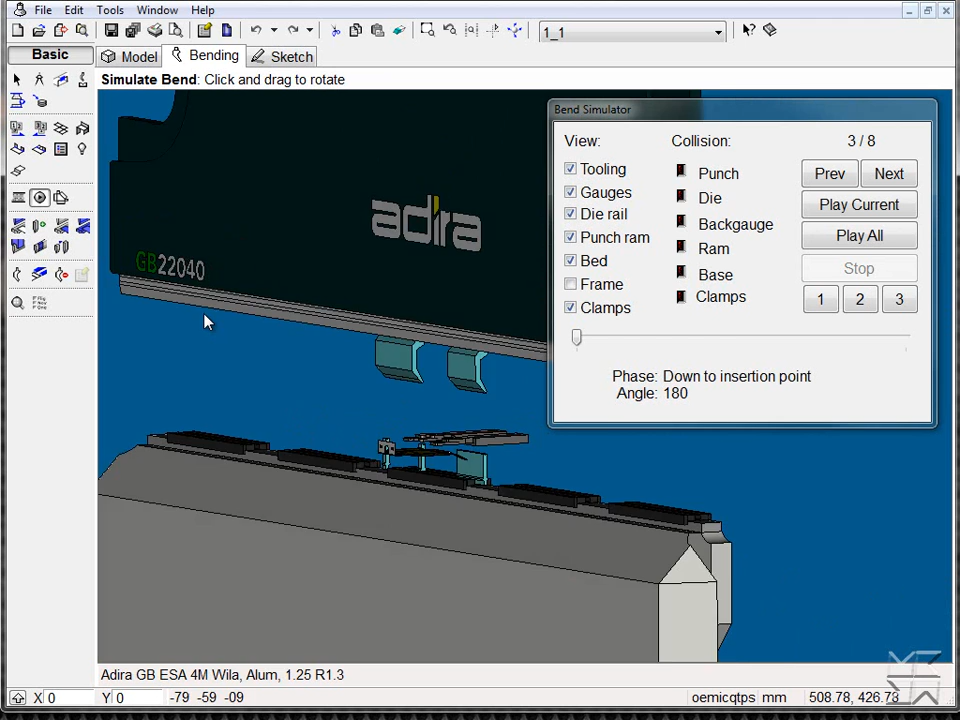 File Edit Tools Window Help
1_1
Basic Model Bending Sketch
Simulate Bend: Click and drag to rotate
Bend Simulator
View: Collision: 3 / 8
Tooling Punch Prev Next
Gauges Die Play Current
Die rail Backgauge Play All
Punch ram Ram
Bed Base Stop
Frame Clamps 1 2 3
Clamps
Phase: Down to insertion point
Angle: 180
adira
GB22040
Adira GB ESA 4M Wila, Alum, 1.25 R1.3
X 0 Y 0 -79 -59 -09 oemicqtps mm 508.78, 426.78